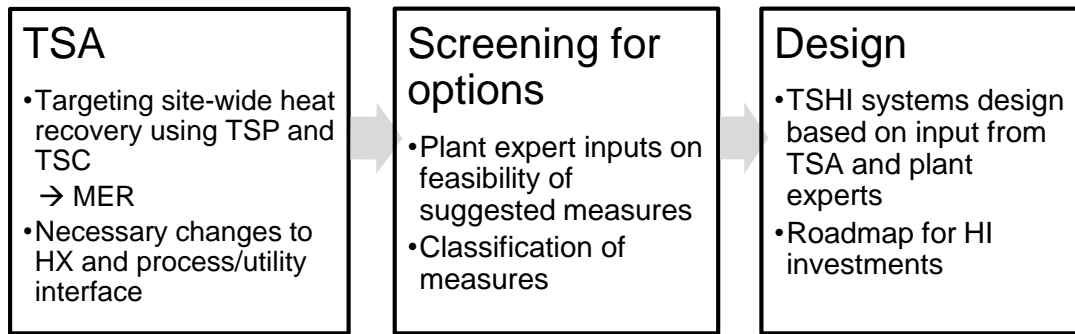 TSA
•Targeting site-wide heat
recovery using TSP and
TSC
→ MER
•Necessary changes to
HX and process/utility
interface
Screening for
options
•Plant expert inputs on
feasibility of
suggested measures
•Classification of
measures
Design
•TSHI systems design
based on input from
TSA and plant
experts
•Roadmap for HI
investments